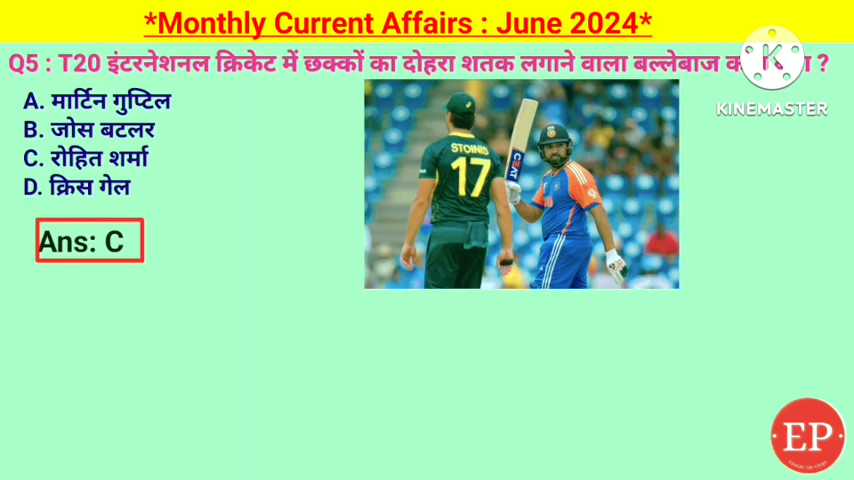 *Monthly Current Affairs : June 2024*
Q5 : T20 इंटरनेशनल क्रिकेट में छक्कों का दोहरा शतक लगाने वाला बल्लेबाज ?
KINEMASTER
A. मार्टिन गुप्टिल
B. जोस बटलर
C. रोहित शर्मा
D. क्रिस गेल
Ans: C
STOINIS
17
CEAT
EP